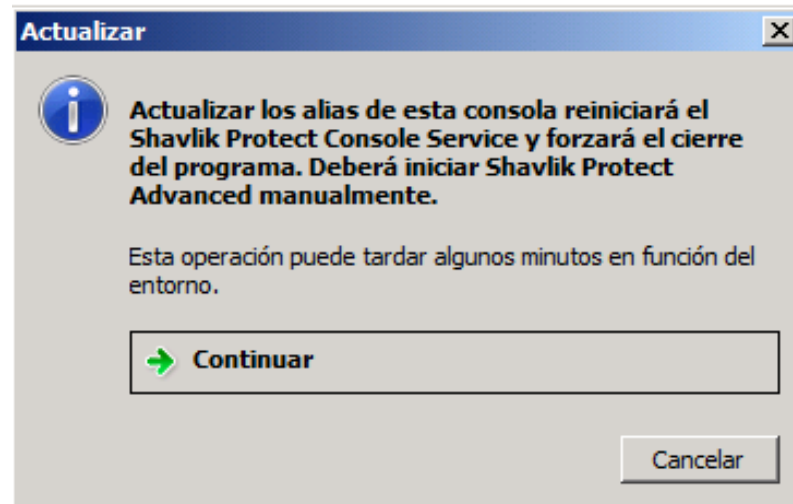 Actualizar
Actualizar los alias de esta consola reiniciará el
Shavlik Protect Console Service y forzará el cierre
del programa. Deberá iniciar Shavlik Protect
Advanced manualmente.
Esta operación puede tardar algunos minutos en función del
entorno.
Continuar
Cancelar